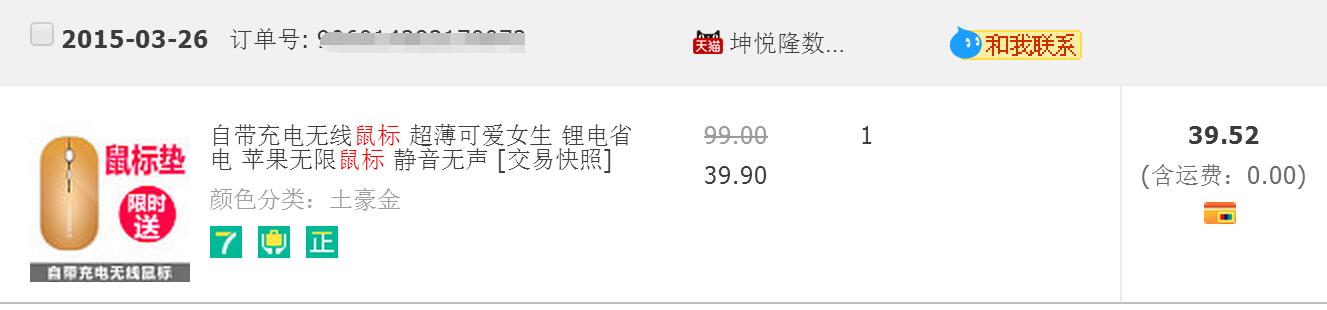 2015-03-26 订单号:
天猫 坤悦隆数...
和我联系
鼠标垫
限时
送
自带充电无线鼠标
自带充电无线鼠标 超薄可爱女生 锂电省
电 苹果无限鼠标 静音无声 [交易快照]
颜色分类：土豪金
7 正
99.00
39.90
1
39.52
(含运费：0.00)